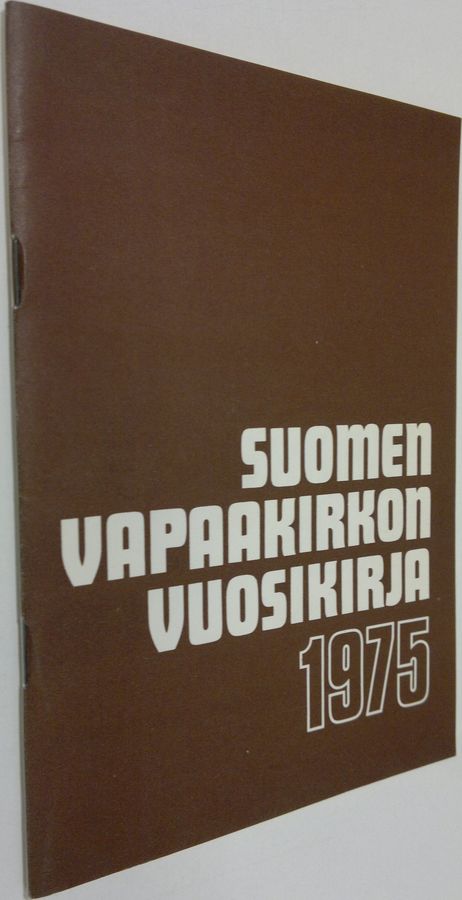 SUOMEN
VAPAAKIRKON
VUOSIKIRJA
1975